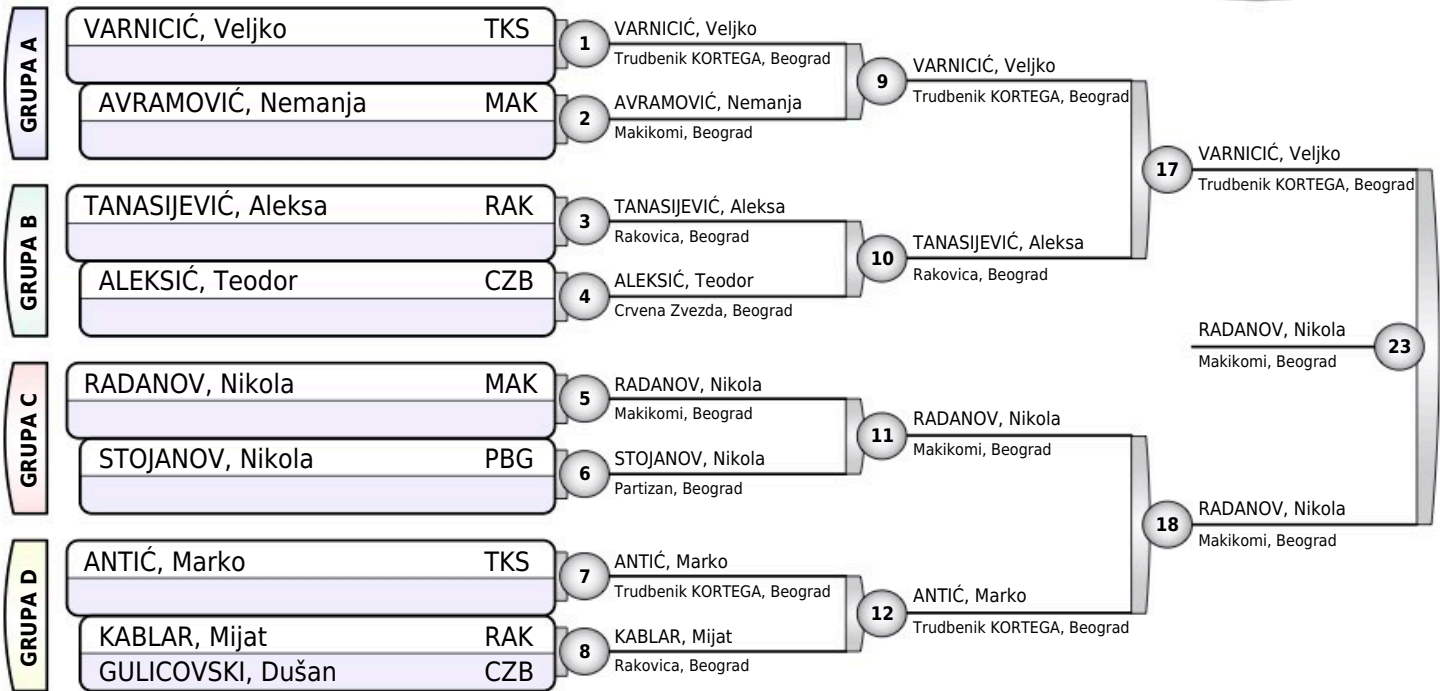 GRUPA A
VARNICIĆ, Veljko TKS
AVRAMOVIĆ, Nemanja MAK
1
VARNICIĆ, Veljko
Trudbenik KORTEGA, Beograd
2
AVRAMOVIĆ, Nemanja
Makikomi, Beograd
9
VARNICIĆ, Veljko
Trudbenik KORTEGA, Beograd
GRUPA B
TANASIJEVIĆ, Aleksa RAK
ALEKSIĆ, Teodor CZB
3
TANASIJEVIĆ, Aleksa
Rakovica, Beograd
4
ALEKSIĆ, Teodor
Crvena Zvezda, Beograd
10
TANASIJEVIĆ, Aleksa
Rakovica, Beograd
17
VARNICIĆ, Veljko
Trudbenik KORTEGA, Beograd
GRUPA C
RADANOV, Nikola MAK
STOJANOV, Nikola PBG
5
RADANOV, Nikola
Makikomi, Beograd
6
STOJANOV, Nikola
Partizan, Beograd
11
RADANOV, Nikola
Makikomi, Beograd
GRUPA D
ANTIĆ, Marko TKS
KABLAR, Mijat RAK
GULICOVSKI, Dušan CZB
7
ANTIĆ, Marko
Trudbenik KORTEGA, Beograd
8
KABLAR, Mijat
Rakovica, Beograd
12
ANTIĆ, Marko
Trudbenik KORTEGA, Beograd
18
RADANOV, Nikola
Makikomi, Beograd
RADANOV, Nikola
Makikomi, Beograd
23